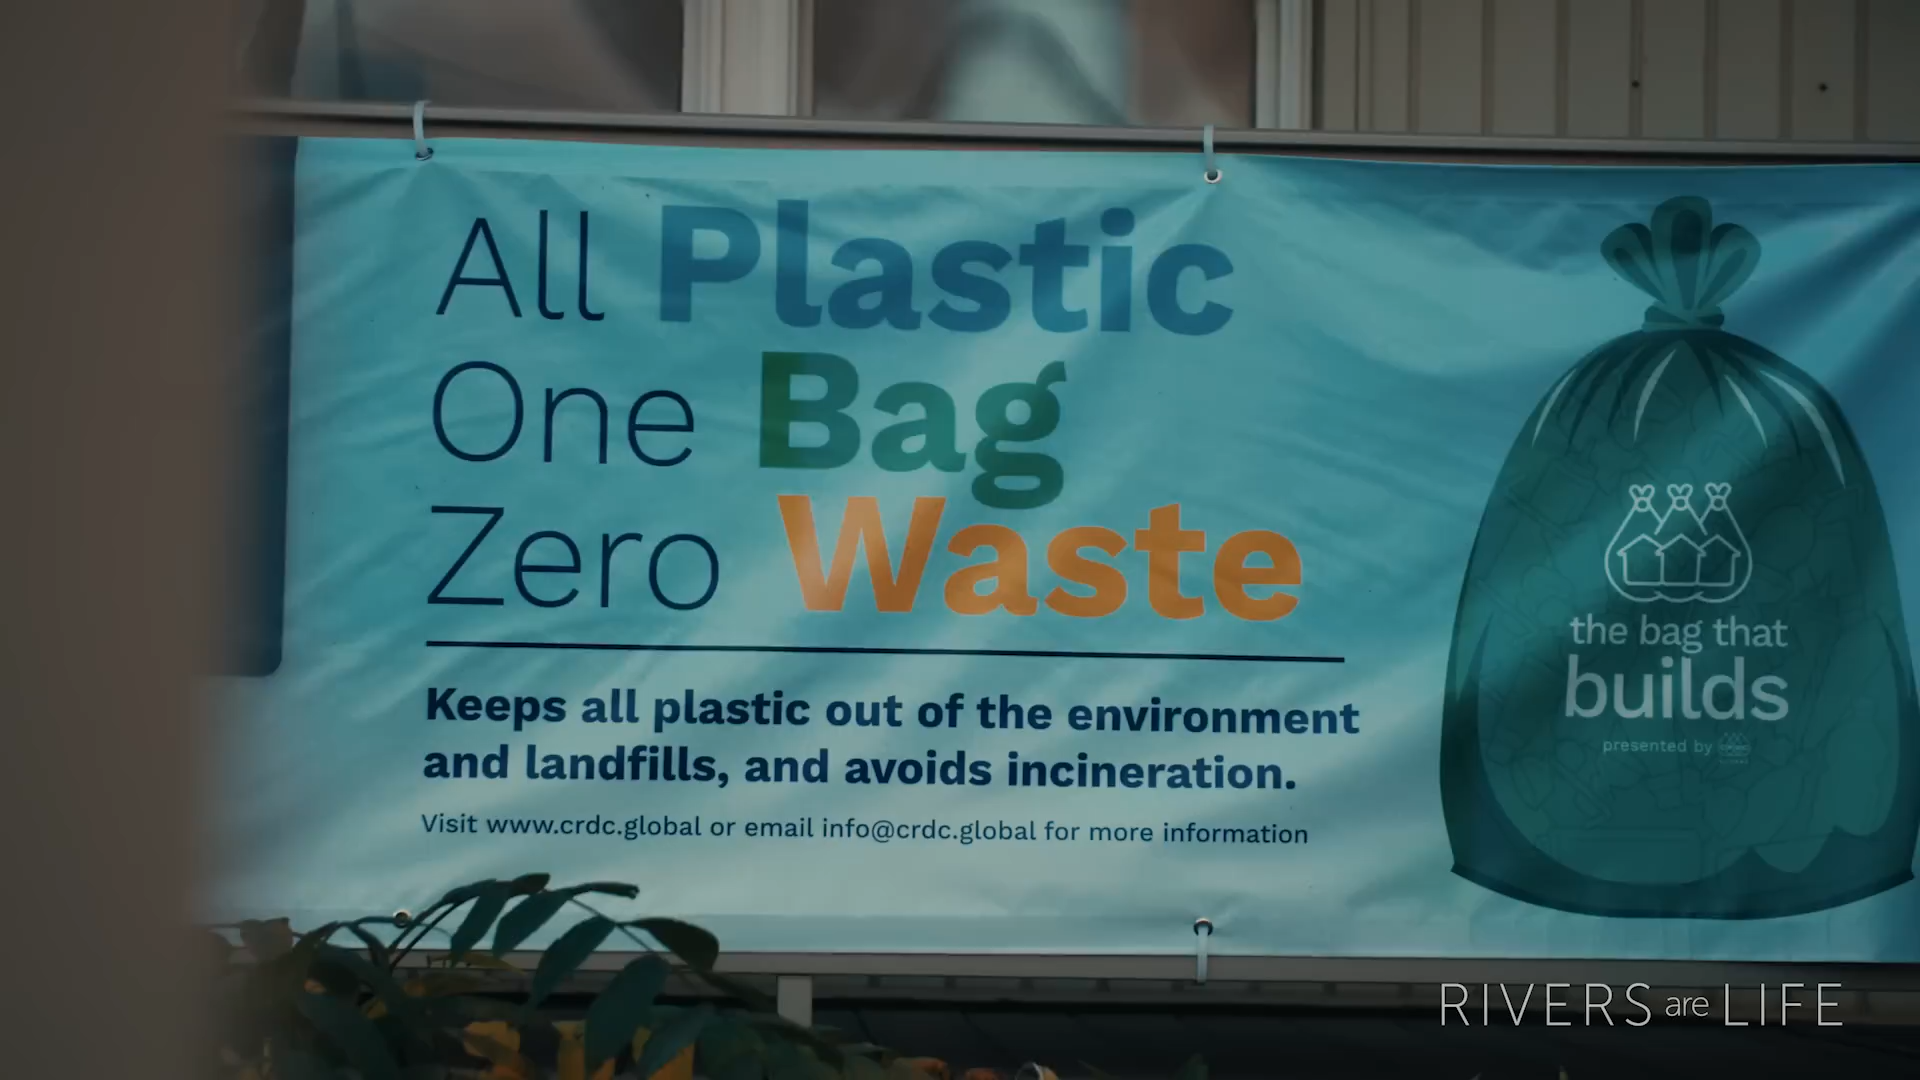 All Plastic
One Bag
Zero Waste
Keeps all plastic out of the environment
and landfills, and avoids incineration.
Visit www.crdc.global or email info@crdc.global for more information
the bag that
builds
presented by
RIVERS are LIFE